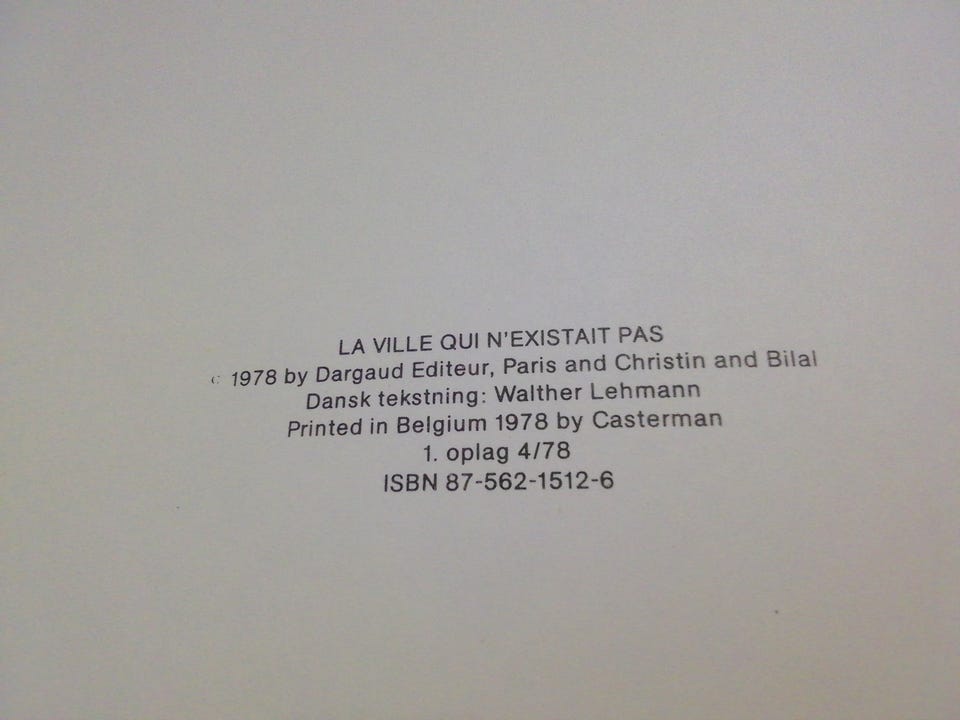 LA VILLE QUI N'EXISTAIT PAS
© 1978 by Dargaud Editeur, Paris and Christin and Bilal
Dansk tekstning: Walther Lehmann
Printed in Belgium 1978 by Casterman
1. oplag 4/78
ISBN 87-562-1512-6